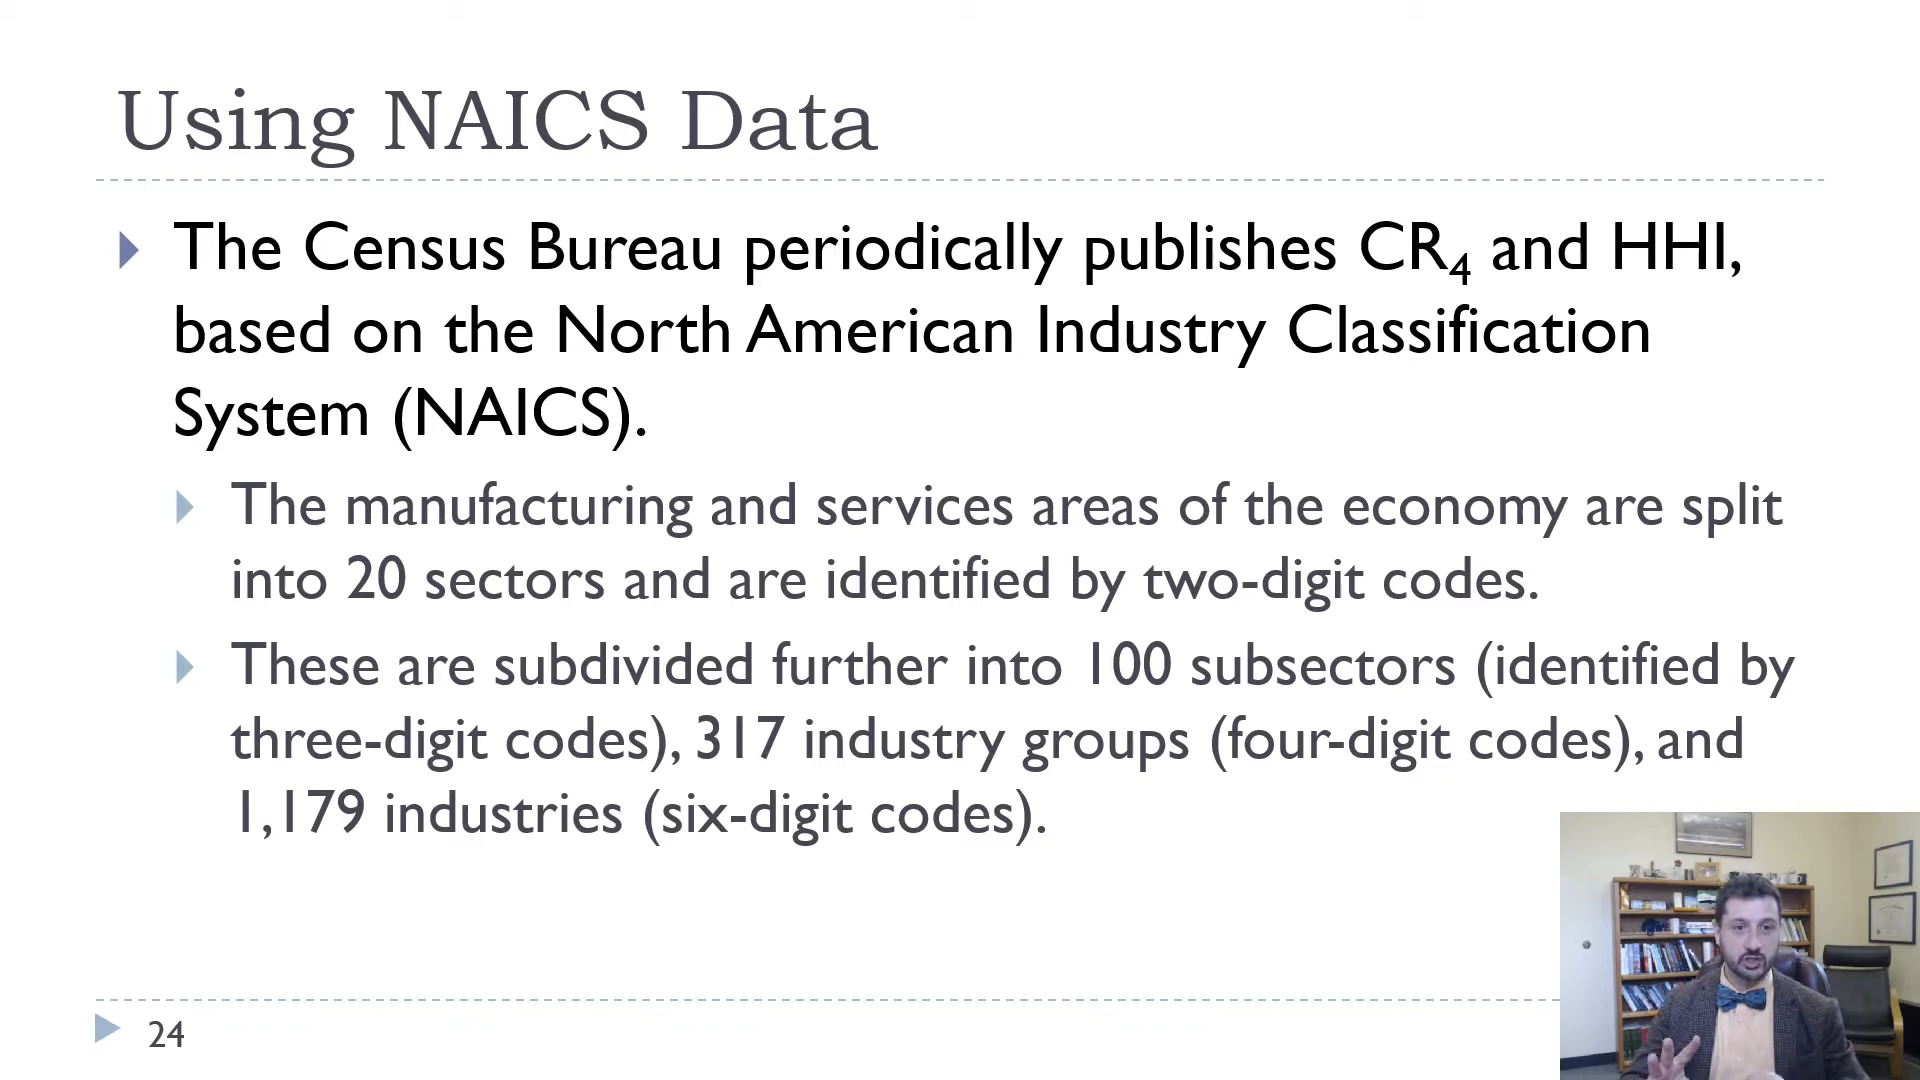 Using NAICS Data
The Census Bureau periodically publishes CR4 and HHI,
based on the North American Industry Classification
System (NAICS).
The manufacturing and services areas of the economy are split
into 20 sectors and are identified by two-digit codes.
These are subdivided further into 100 subsectors (identified by
three-digit codes), 317 industry groups (four-digit codes), and
1,179 industries (six-digit codes).
24